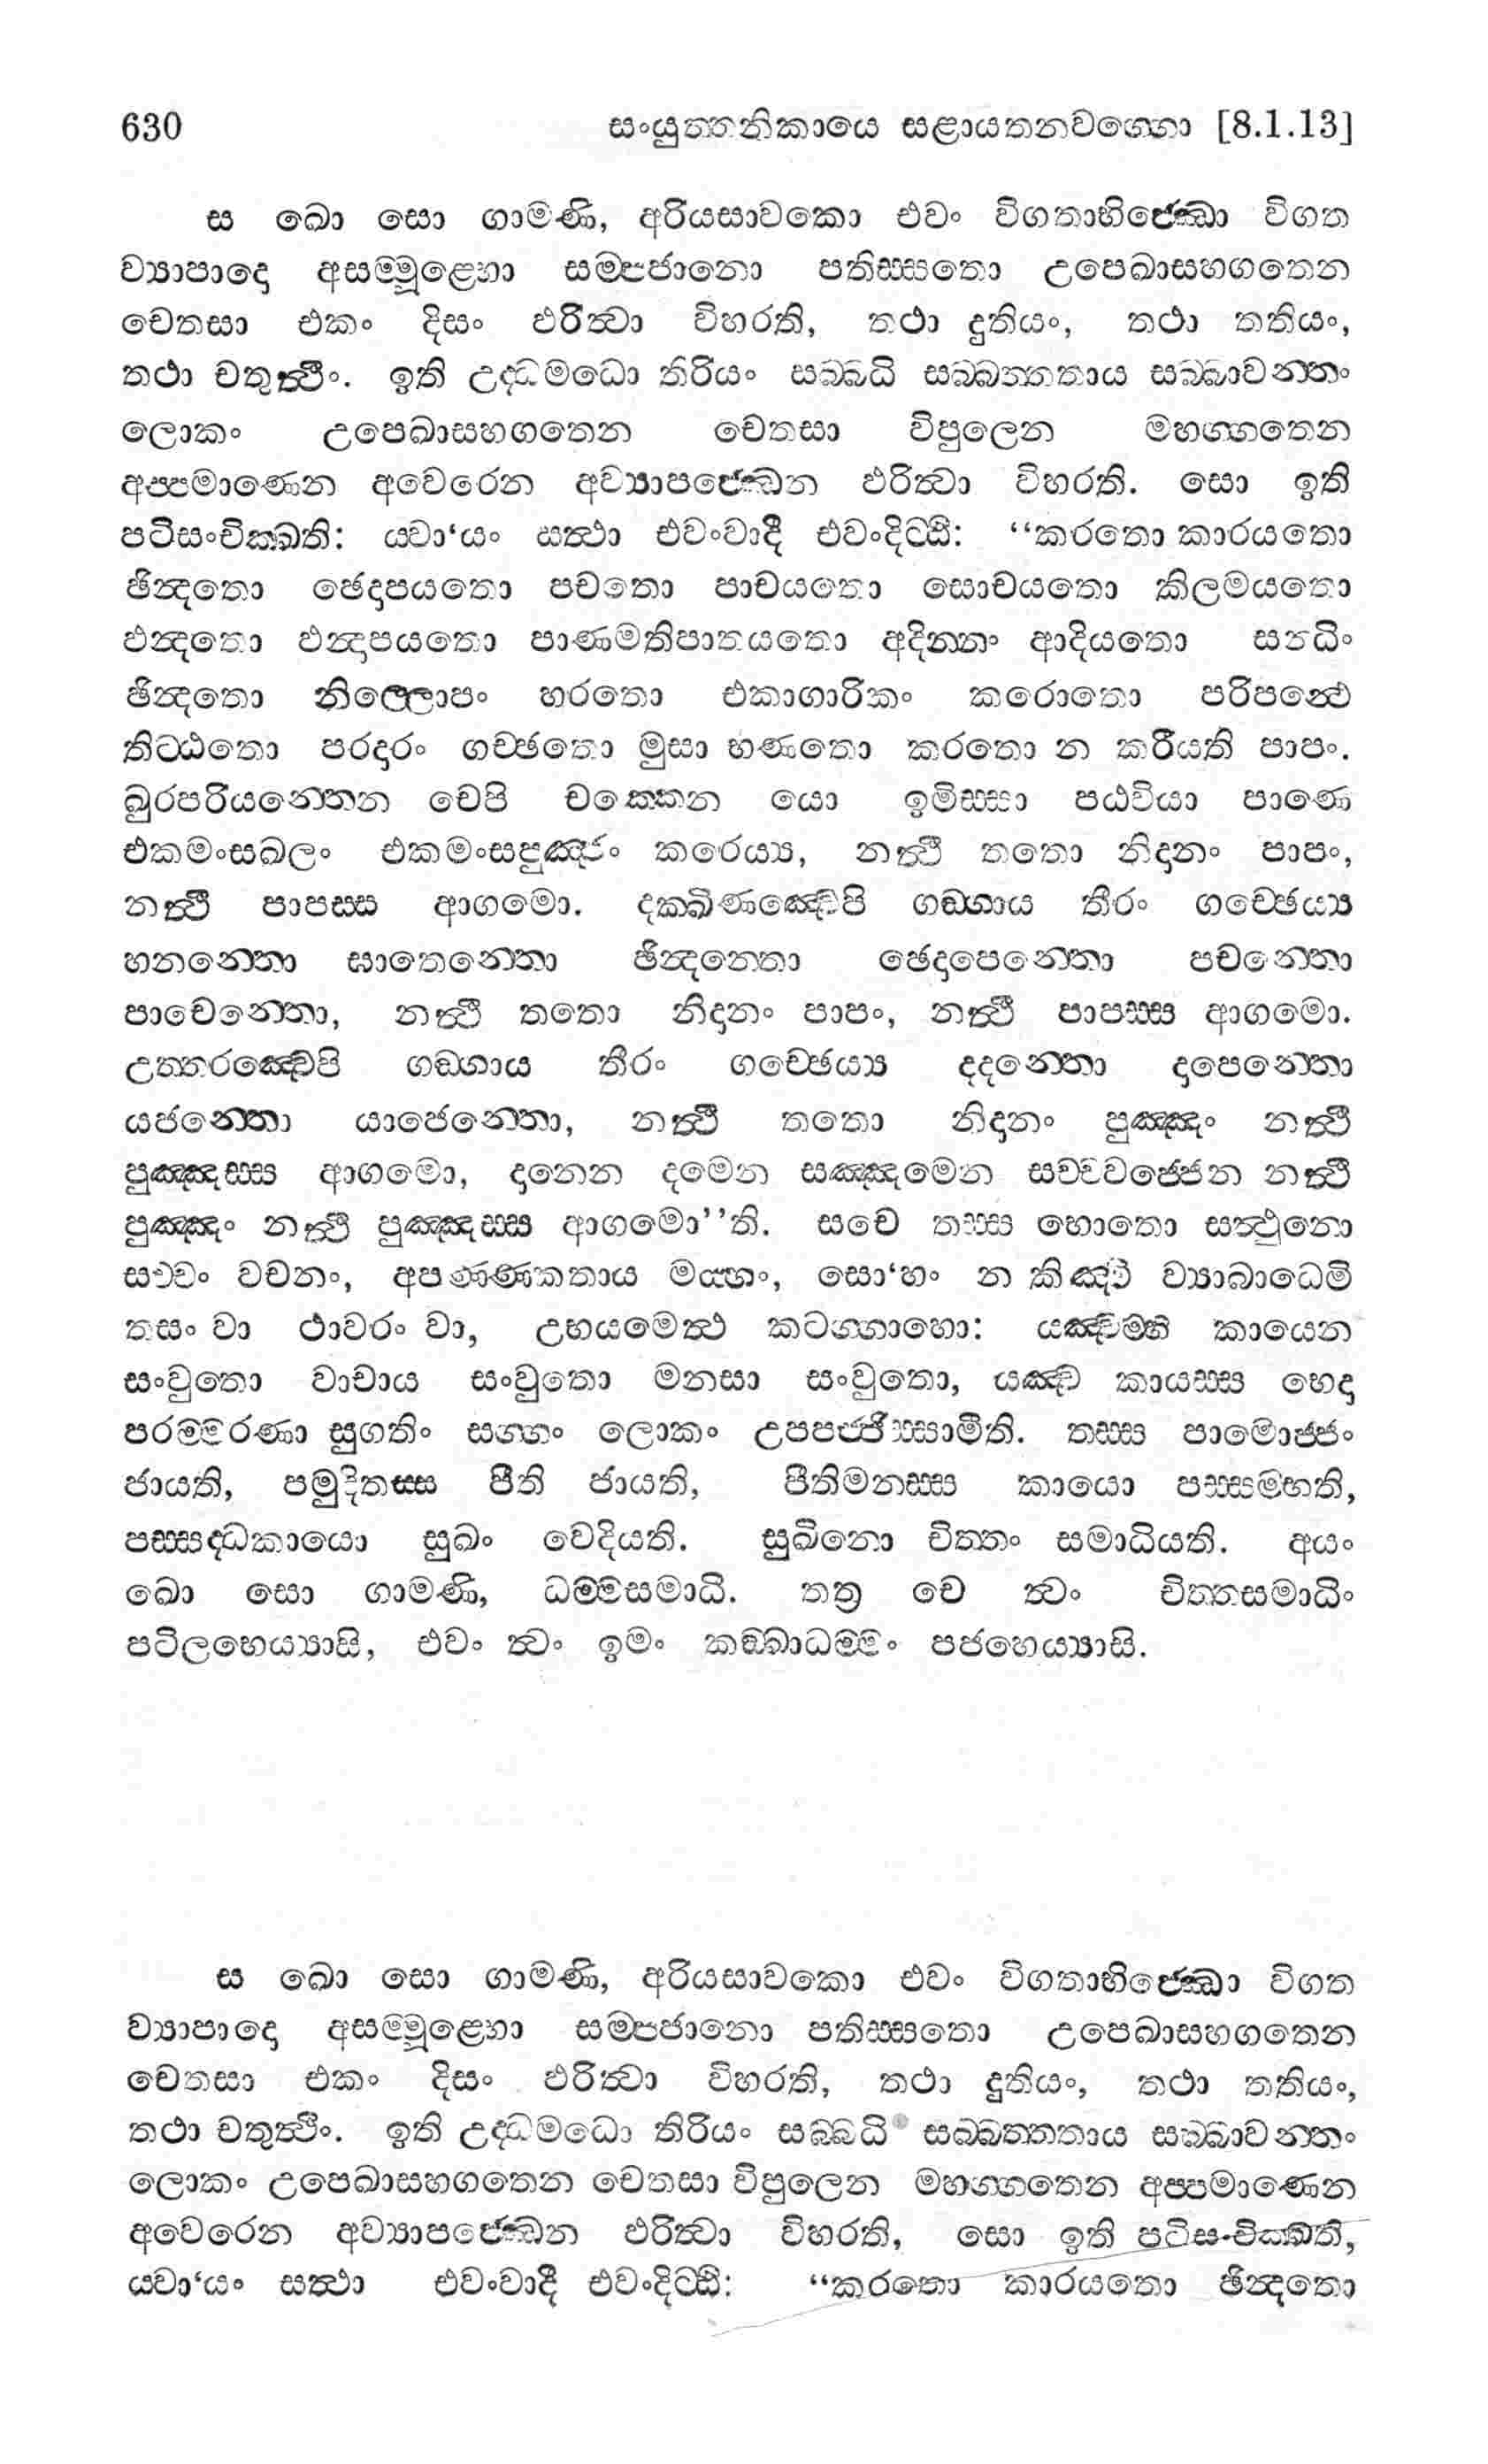 630 සංයුත්තනිකායෙ සළායතනවග්ගො [8.1.13]
ස ඛො සො ගාමණි, අරියසාවකො එවං විගතාභිජ්ඣො විගත
ව්‍යාපාදො අසම්මූළ්හො සම්පජානො පතිස්සතො උපෙඛාසහගතෙන
චෙතසා එකං දිසං ඵරිත්‍වා විහරති, තථා දුතියං, තථා තතියං,
තථා චතුත්‍ථිං. ඉති උද්ධමධො තිරියං සබ්බධි සබ්බත්තතාය සබ්බාවන්තං
ලොකං උපෙඛාසහගතෙන චෙතසා විපුලෙන මහග්ගතෙන
අප්පමාණෙන අවෙරෙන අව්‍යාපජ්ඣෙන ඵරිත්‍වා විහරති. සො ඉති
පටිසංචික්ඛති: ය්වා‘යං සත්‍ථා එවංවාදී එවංදිට්ඨි: “කරතො කාරයතො
ඡින්‍දතො ඡෙදාපයතො පචතො පාචයතො සොචයතො කිලමයතො
ඵන්‍දතො ඵන්‍දාපයතො පාණමතිපාතයතො අදින්නං ආදියතො සන්‍ධිං
ඡින්‍දතො නිල්ලොපං හරතො එකාගාරිකං කරොතො පරිපන්‍ථෙ
තිට්ඨතො පරදාරං ගච්ඡතො මුසා භණතො කරතො න කරීයති පාපං.
ඛුරපරියන්තෙන චෙපි චක්කෙන යො ඉමිස්සා පඨවියා පාණෙ
එකමංසඛලං එකමංසපුඤ්ජං කරෙය්‍ය, නත්‍ථි තතො නිදානං පාපං,
නත්‍ථි පාපස්ස ආගමො. දක්ඛිණඤ්චෙපි ගඞ්ගාය තීරං ගච්ඡෙය්‍ය
හනන්තො ඝාතෙන්තො ඡින්‍දන්තො ඡෙදාපෙන්තො පචන්තො
පාචෙන්තො, නත්‍ථි තතො නිදානං පාපං, නත්‍ථි පාපස්ස ආගමො.
උත්තරඤ්චෙපි ගඞ්ගාය තීරං ගච්ඡෙය්‍ය දදන්තො දාපෙන්තො
යජන්තො යාජෙන්තො, නත්‍ථි තතො නිදානං පුඤ්ඤං නත්‍ථි
පුඤ්ඤස්ස ආගමො, දානෙන දමෙන සඤ්ඤමෙන සච්චවජ්ජෙන නත්‍ථි
පුඤ්ඤං නත්‍ථි පුඤ්ඤස්ස ආගමො’’ති. සචෙ තස්ස භොතො සත්‍ථුනො
සච්චං වචනං, අපණ්ණකතාය මය්හං, සො‘හං න කිඤ්චි ව්‍යාබාධෙමි
තසං වා ථාවරං වා, උභයමෙත්‍ථ කටග්ගාහො: යඤ්චම්හි කායෙන
සංවුතො වාචාය සංවුතො මනසා සංවුතො, යඤ්ච කායස්ස භෙදා
පරම්මරණා සුගතිං සග්ගං ලොකං උපපජ්ජිස්සාමීති. තස්ස පාමොජ්ජං
ජායති, පමුදිතස්ස පීති ජායති, පීතිමනස්ස කායො පස්සම්භති,
පස්සද්ධකායො සුඛං වෙදියති. සුඛිනො චිත්තං සමාධියති. අයං
ඛො සො ගාමණි, ධම්මසමාධි. තත්‍ර චෙ ත්‍වං චිත්තසමාධිං
පටිලභෙය්‍යාසි, එවං ත්‍වං ඉමං කඞ්ඛාධම්මං පජහෙය්‍යාසි.
ස ඛො සො ගාමණි, අරියසාවකො එවං විගතාභිජ්ඣො විගත
ව්‍යාපාදො අසම්මූළ්හො සම්පජානො පතිස්සතො උපෙඛාසහගතෙන
චෙතසා එකං දිසං ඵරිත්‍වා විහරති, තථා දුතියං, තථා තතියං,
තථා චතුත්‍ථිං. ඉති උද්ධමධො තිරියං සබ්බධි සබ්බත්තතාය සබ්බාවන්තං
ලොකං උපෙඛාසහගතෙන චෙතසා විපුලෙන මහග්ගතෙන අප්පමාණෙන
අවෙරෙන අව්‍යාපජ්ඣෙන ඵරිත්‍වා විහරති, සො ඉති පටිසංචික්ඛති,
ය්වා‘යං සත්‍ථා එවංවාදී එවංදිට්ඨි: “කරතො කාරයතො ඡින්‍දතො